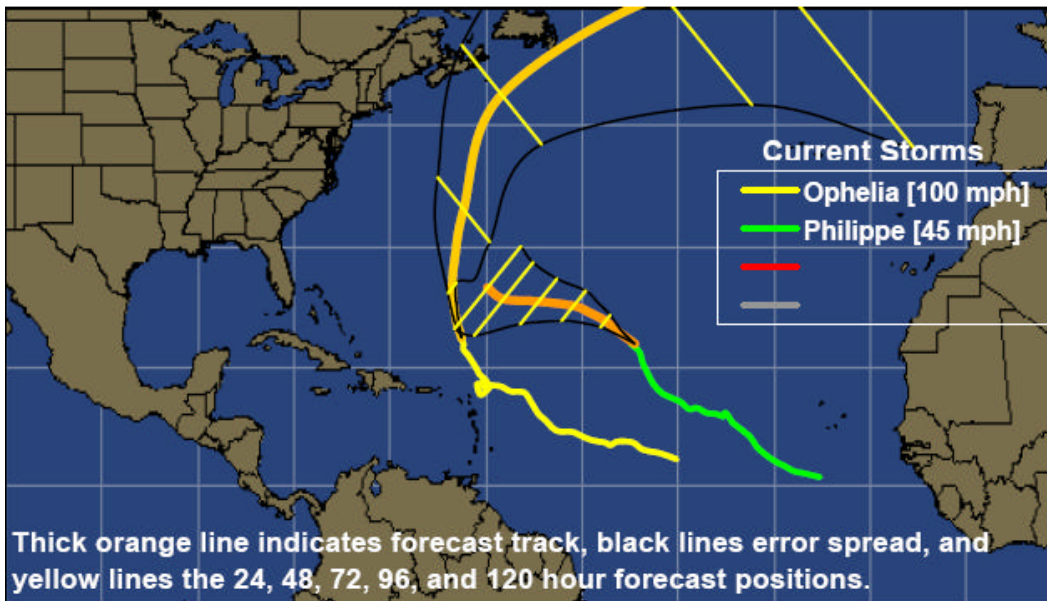 Current Storms
Ophelia [100 mph]
Philippe [45 mph]
Thick orange line indicates forecast track, black lines error spread, and
yellow lines the 24, 48, 72, 96, and 120 hour forecast positions.